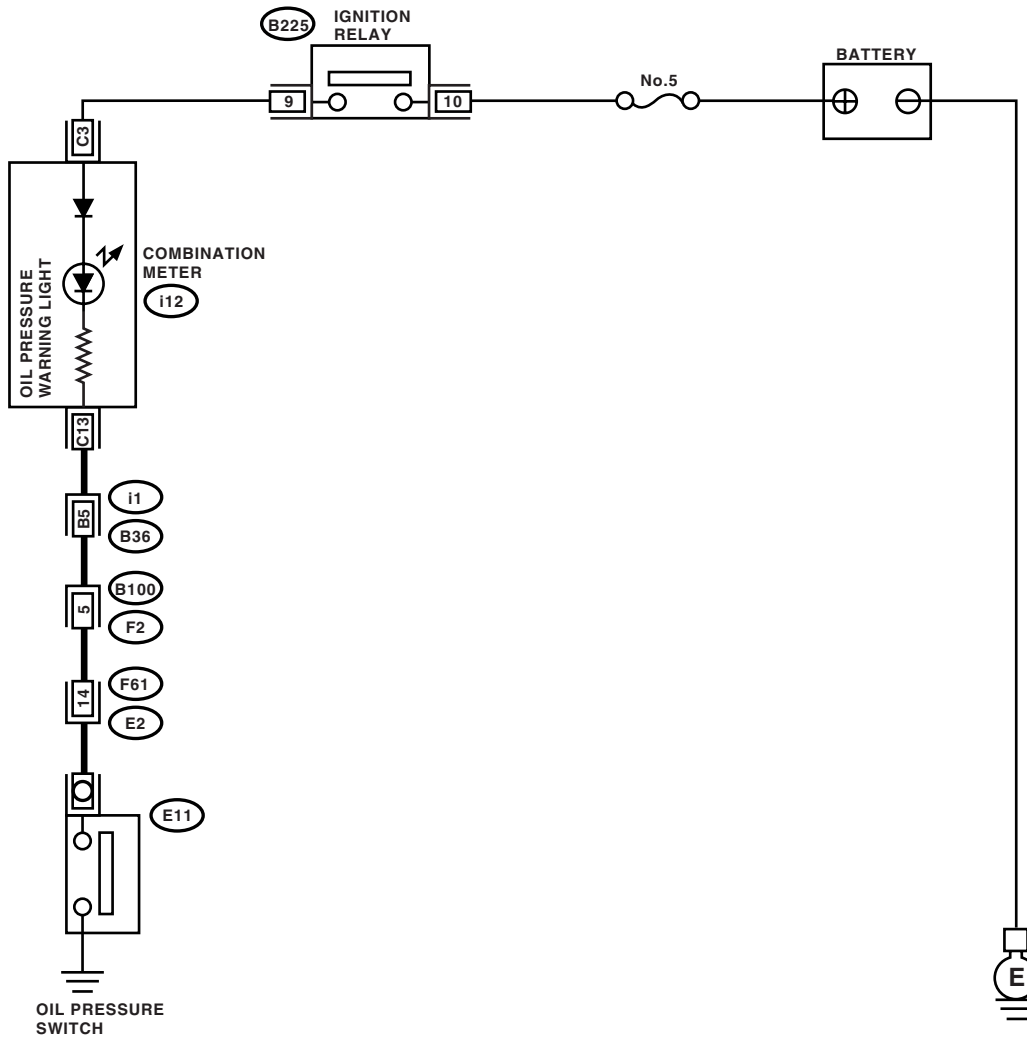 B225
IGNITION
RELAY
BATTERY
No.5
9
10
C3
OIL PRESSURE
WARNING LIGHT
COMBINATION
METER
i12
C13
B5
i1
B36
5
B100
F2
14
F61
E2
E11
OIL PRESSURE
SWITCH
E